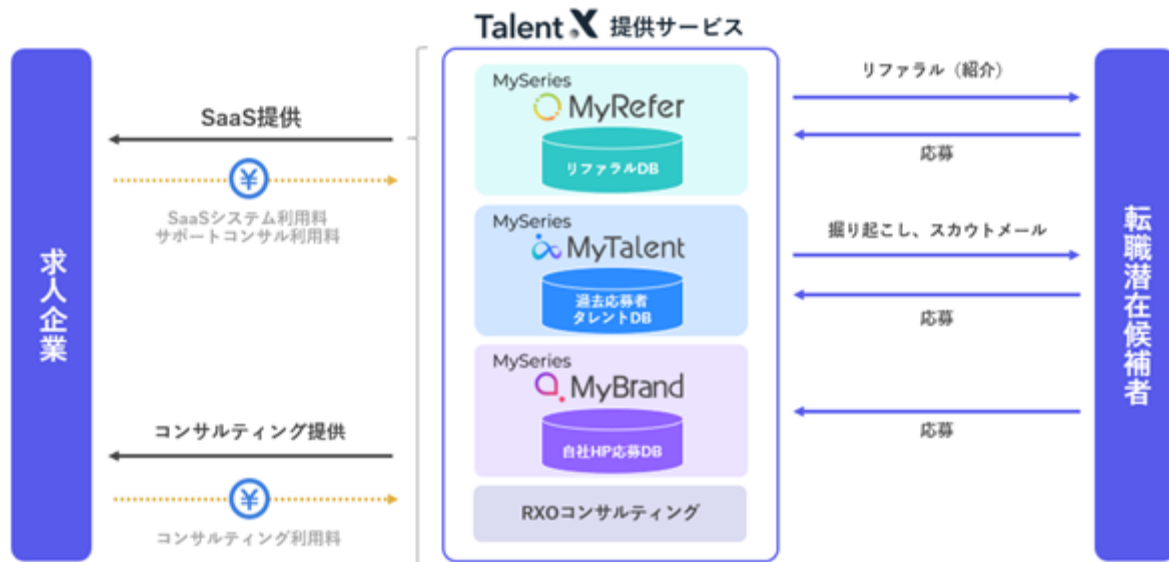 TalentX 提供サービス
求人企業
SaaS提供
¥
SaaSシステム利用料
サポートコンサル利用料
コンサルティング提供
¥
コンサルティング利用料
MySeries
MyRefer
リファラルDB
MySeries
MyTalent
過去応募者
タレントDB
MySeries
MyBrand
自社HP応募DB
RXOコンサルティング
リファラル（紹介）
応募
掘り起こし、スカウトメール
応募
応募
転職潜在候補者